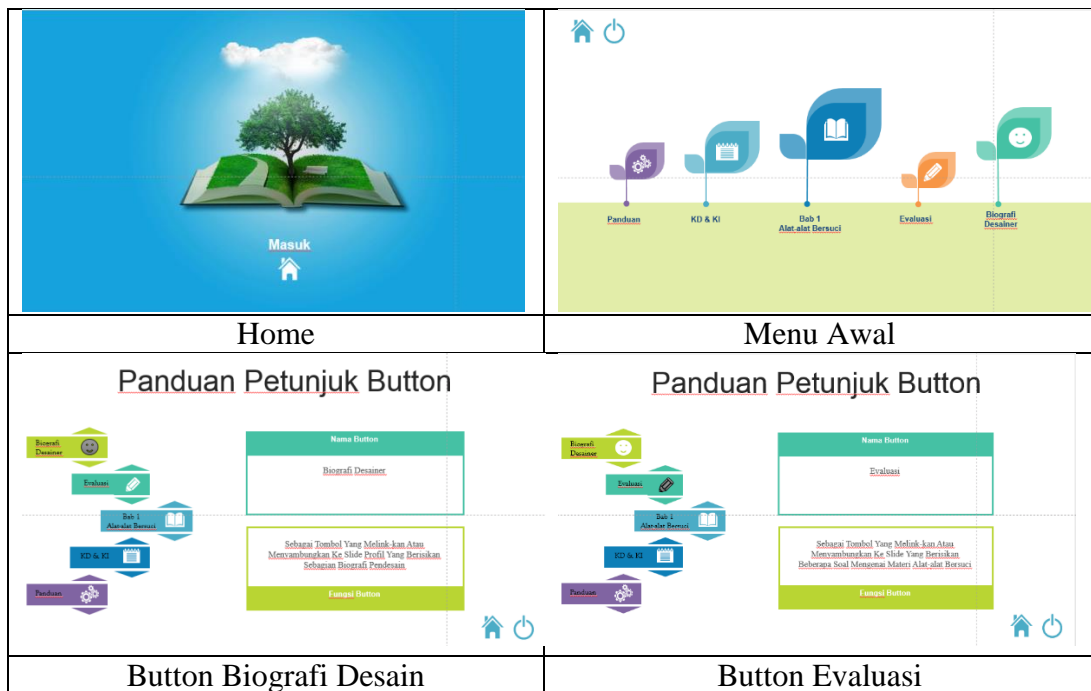 Masuk
Home
Panduan
KD & KI
Bab 1
Alat-alat Bersuci
Evaluasi
Biografi
Desainer
Menu Awal
Panduan Petunjuk Button
Biografi
Desainer
Evaluasi
Bab 1
Alat-alat Bersuci
KD & KI
Panduan
Nama Button
Biografi Desainer
Sebagai Tombol Yang Melink-kan Atau
Menyambungkan Ke Slide Profil Yang Berisikan
Sebagian Biografi Pendesain
Fungsi Button
Button Biografi Desain
Panduan Petunjuk Button
Biografi
Desainer
Evaluasi
Bab 1
Alat-alat Bersuci
KD & KI
Panduan
Nama Button
Evaluasi
Sebagai Tombol Yang Melink-kan Atau
Menyambungkan Ke Slide Yang Berisikan
Beberapa Soal Mengenai Materi Alat-alat Bersuci
Fungsi Button
Button Evaluasi